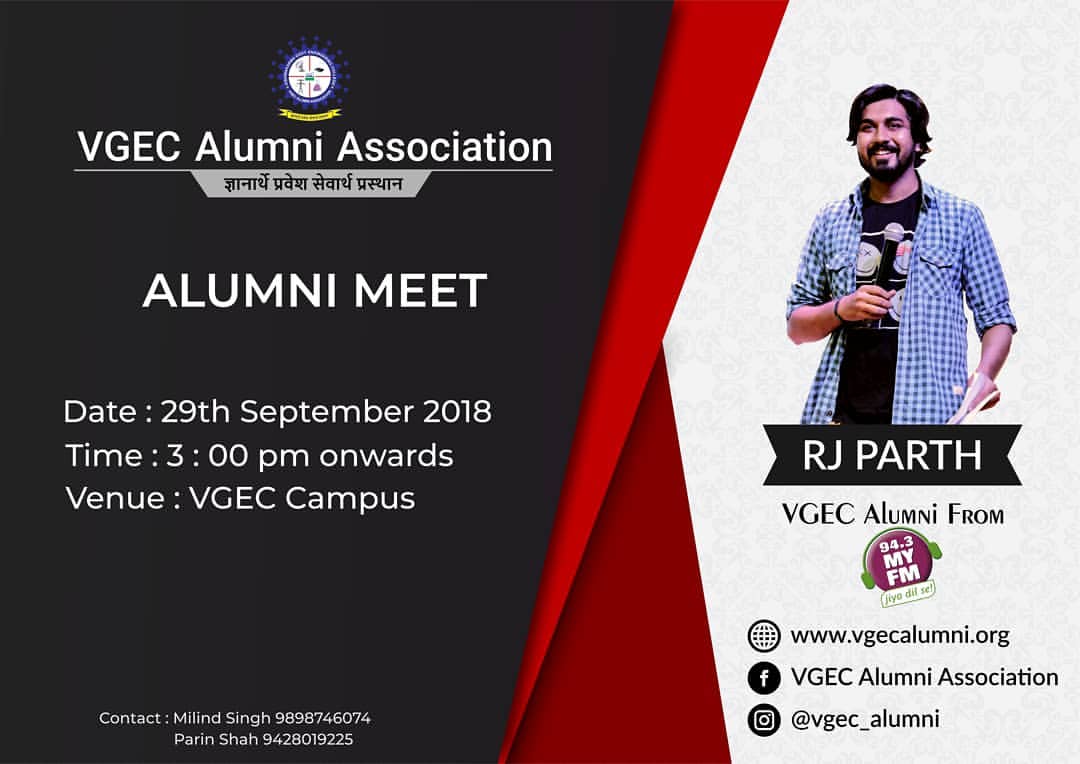 VGEC Alumni Association
ज्ञानार्थे प्रवेश सेवार्थ प्रस्थान
ALUMNI MEET
Date : 29th September 2018
Time : 3 : 00 pm onwards
Venue : VGEC Campus
Contact : Milind Singh 9898746074
Parin Shah 9428019225
RJ PARTH
VGEC Alumni From
94.3
MY
FM
jiyo dil se!
www.vgecalumni.org
VGEC Alumni Association
@vgec_alumni